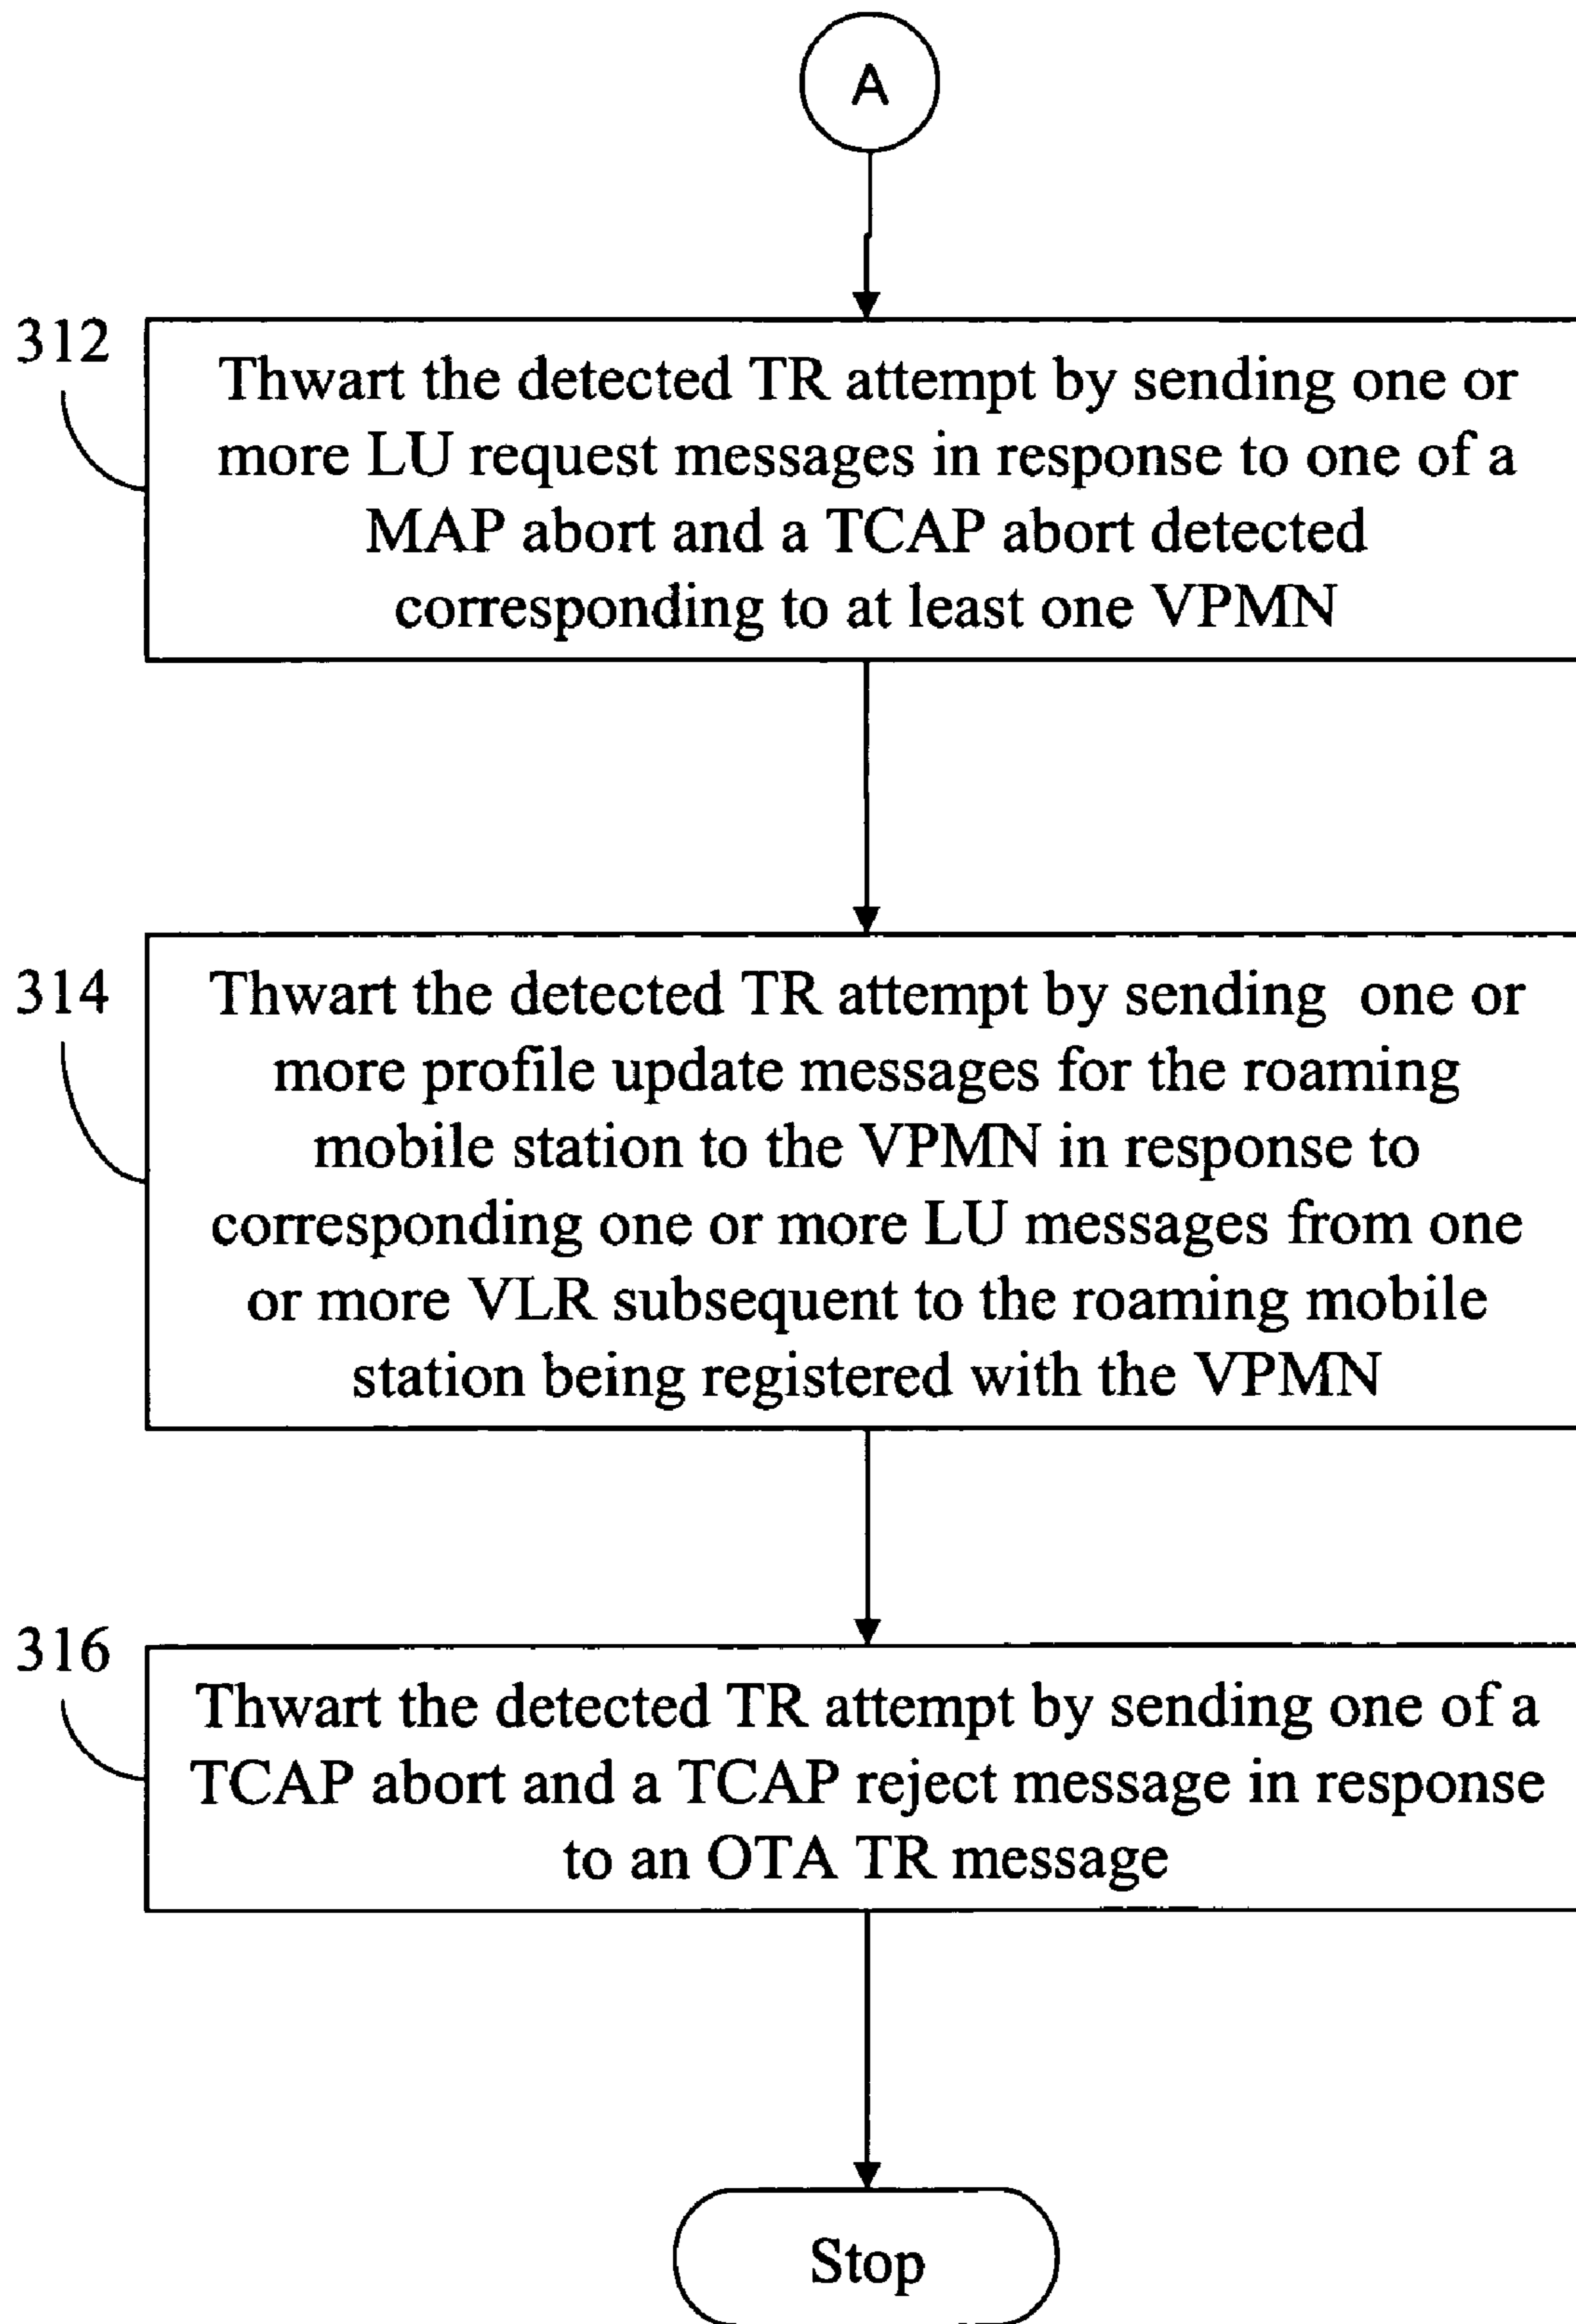 A
312
Thwart the detected TR attempt by sending one or
more LU request messages in response to one of a
MAP abort and a TCAP abort detected
corresponding to at least one VPMN
314
Thwart the detected TR attempt by sending one or
more profile update messages for the roaming
mobile station to the VPMN in response to
corresponding one or more LU messages from one
or more VLR subsequent to the roaming mobile
station being registered with the VPMN
316
Thwart the detected TR attempt by sending one of a
TCAP abort and a TCAP reject message in response
to an OTA TR message
Stop